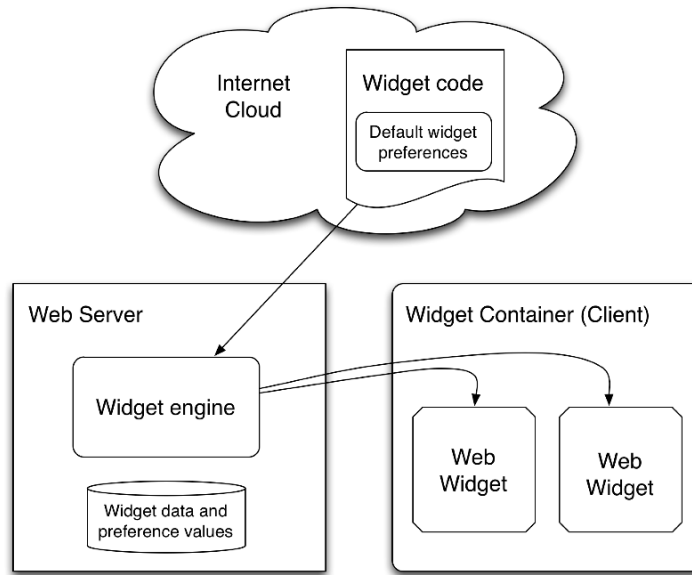 Internet
Cloud
Widget code
Default widget
preferences
Web Server
Widget engine
Widget data and
preference values
Widget Container (Client)
Web
Widget
Web
Widget